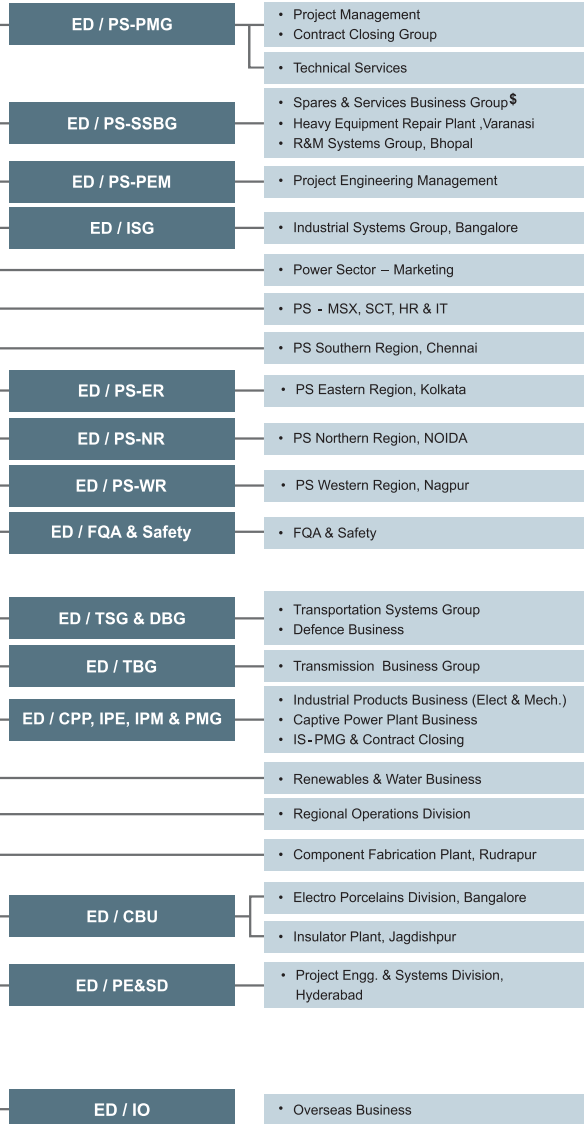 ED / PS-PMG
• Project Management
• Contract Closing Group
• Technical Services
ED / PS-SSBG
• Spares & Services Business Group$
• Heavy Equipment Repair Plant ,Varanasi
• R&M Systems Group, Bhopal
ED / PS-PEM
• Project Engineering Management
ED / ISG
• Industrial Systems Group, Bangalore
• Power Sector – Marketing
• PS - MSX, SCT, HR & IT
• PS Southern Region, Chennai
ED / PS-ER
• PS Eastern Region, Kolkata
ED / PS-NR
• PS Northern Region, NOIDA
ED / PS-WR
• PS Western Region, Nagpur
ED / FQA & Safety
• FQA & Safety
ED / TSG & DBG
• Transportation Systems Group
• Defence Business
ED / TBG
• Transmission Business Group
ED / CPP, IPE, IPM & PMG
• Industrial Products Business (Elect & Mech.)
• Captive Power Plant Business
• IS-PMG & Contract Closing
• Renewables & Water Business
• Regional Operations Division
• Component Fabrication Plant, Rudrapur
ED / CBU
• Electro Porcelains Division, Bangalore
• Insulator Plant, Jagdishpur
ED / PE&SD
• Project Engg. & Systems Division,
Hyderabad
ED / IO
• Overseas Business